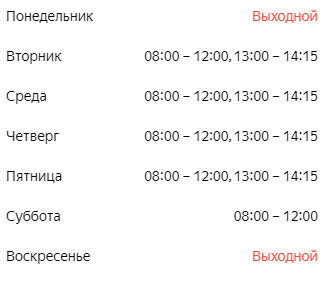 Понедельник Выходной
Вторник 08:00 – 12:00, 13:00 – 14:15
Среда 08:00 – 12:00, 13:00 – 14:15
Четверг 08:00 – 12:00, 13:00 – 14:15
Пятница 08:00 – 12:00, 13:00 – 14:15
Суббота 08:00 – 12:00
Воскресенье Выходной